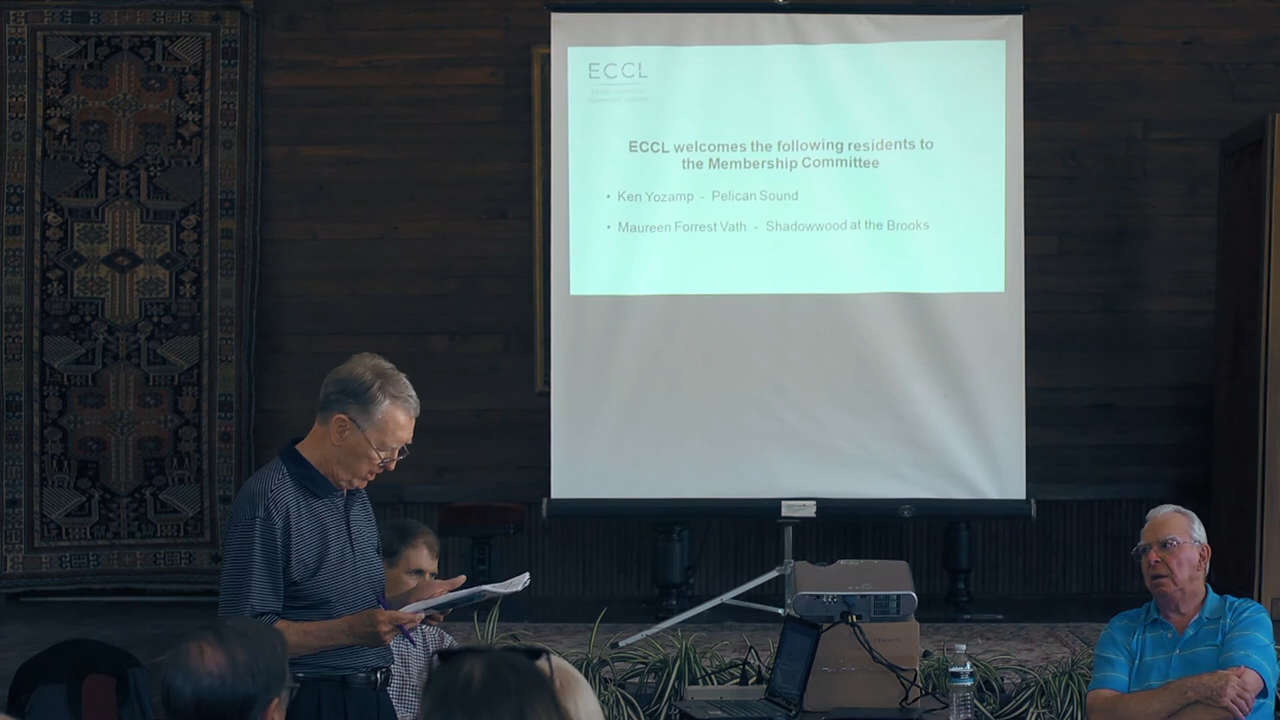 ECCL
ECCL welcomes the following residents to
the Membership Committee
• Ken Yozamp - Pelican Sound
• Maureen Forrest Vath - Shadowwood at the Brooks